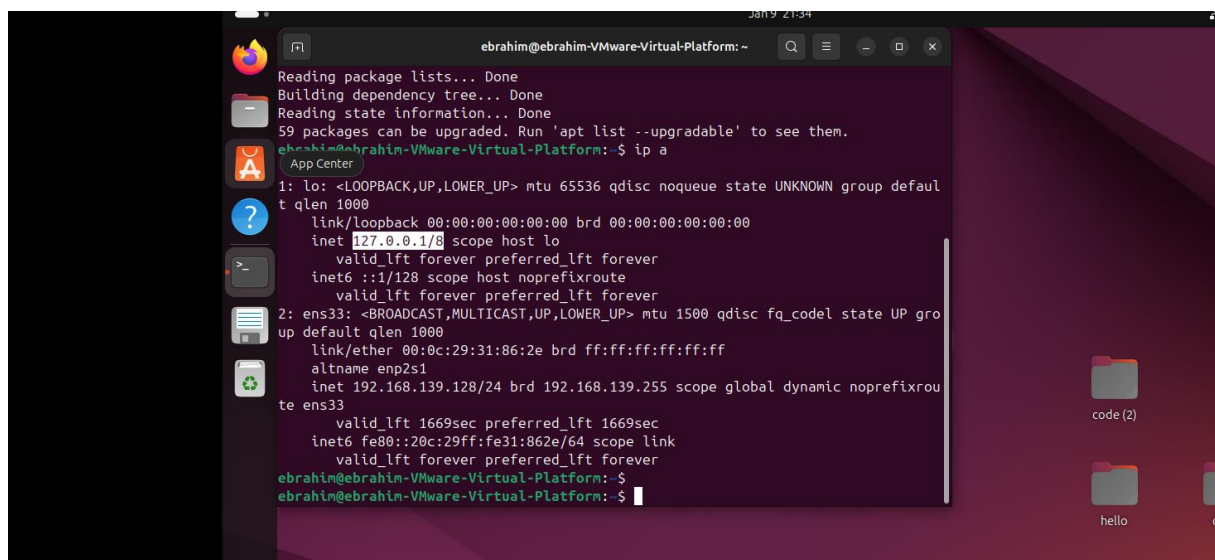 Jan 9 21:34
ebrahim@ebrahim-VMware-Virtual-Platform: ~
Reading package lists... Done
Building dependency tree... Done
Reading state information... Done
59 packages can be upgraded. Run 'apt list --upgradable' to see them.
ebrahim@ebrahim-VMware-Virtual-Platform:~$ ip a
App Center
1: lo: <LOOPBACK,UP,LOWER_UP> mtu 65536 qdisc noqueue state UNKNOWN group defaul
t qlen 1000
link/loopback 00:00:00:00:00:00 brd 00:00:00:00:00:00
inet 127.0.0.1/8 scope host lo
valid_lft forever preferred_lft forever
inet6 ::1/128 scope host noprefixroute
valid_lft forever preferred_lft forever
2: ens33: <BROADCAST,MULTICAST,UP,LOWER_UP> mtu 1500 qdisc fq_codel state UP gro
up default qlen 1000
link/ether 00:0c:29:31:86:2e brd ff:ff:ff:ff:ff:ff
altname enp2s1
inet 192.168.139.128/24 brd 192.168.139.255 scope global dynamic noprefixrou
te ens33
valid_lft 1669sec preferred_lft 1669sec
inet6 fe80::20c:29ff:fe31:862e/64 scope link
valid_lft forever preferred_lft forever
ebrahim@ebrahim-VMware-Virtual-Platform:~$
ebrahim@ebrahim-VMware-Virtual-Platform:~$
code (2)
hello